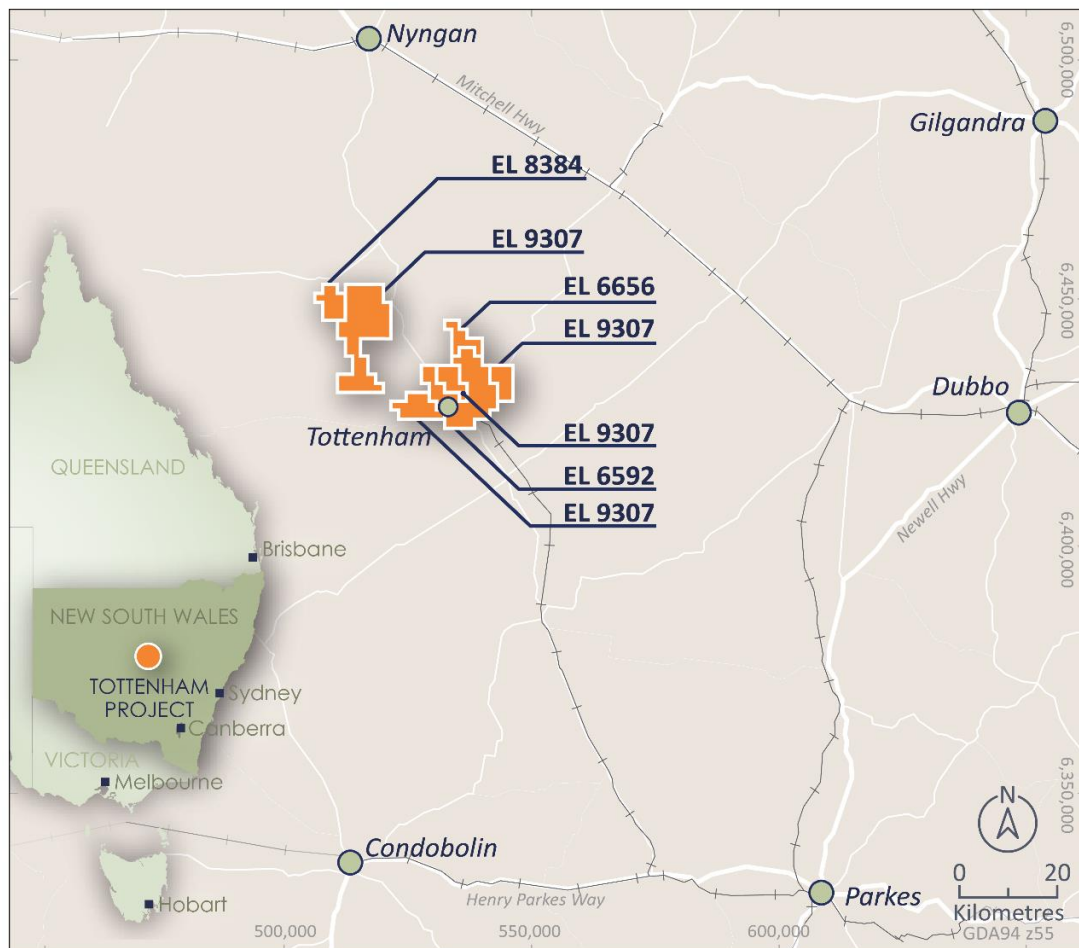 Nyngan
Mitchell Hwy
6,500,000
Gilgandra
EL 8384
EL 9307
EL 6656
EL 9307
6,450,000
Dubbo
Tottenham
EL 9307
EL 6592
EL 9307
QUEENSLAND
Newell Hwy
6,400,000
Brisbane
NEW SOUTH WALES
TOTTENHAM
PROJECT
Sydney
Canberra
VICTORIA
Melbourne
6,350,000
N
Condobolin
Henry Parkes Way
Parkes
0 20
Kilometres
GDA94 z55
Hobart
500,000
550,000
600,000